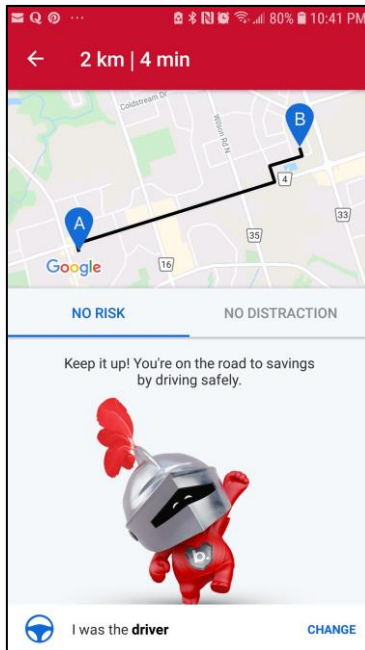 80% 10:41 PM
2 km | 4 min
Coldstream Dr
Wilson Rd N
B
4
A
33
35
Google
16
NO RISK
NO DISTRACTION
Keep it up! You're on the road to savings
by driving safely.
b.
I was the driver
CHANGE